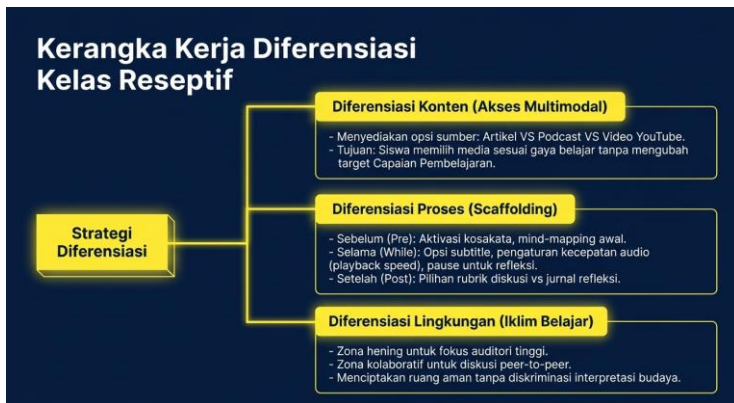 Kerangka Kerja Diferensiasi
Kelas Reseptif
Strategi
Diferensiasi
Diferensiasi Konten (Akses Multimodal)
- Menyediakan opsi sumber: Artikel VS Podcast VS Video YouTube.
- Tujuan: Siswa memilih media sesuai gaya belajar tanpa mengubah
target Capaian Pembelajaran.
Diferensiasi Proses (Scaffolding)
- Sebelum (Pre): Aktivasi kosakata, mind-mapping awal.
- Selama (While): Opsi subtitle, pengaturan kecepatan audio
(playback speed), pause untuk refleksi.
- Setelah (Post): Pilihan rubrik diskusi vs jurnal refleksi.
Diferensiasi Lingkungan (Iklim Belajar)
- Zona hening untuk fokus auditori tinggi.
- Zona kolaboratif untuk diskusi peer-to-peer.
- Menciptakan ruang aman tanpa diskriminasi interpretasi budaya.